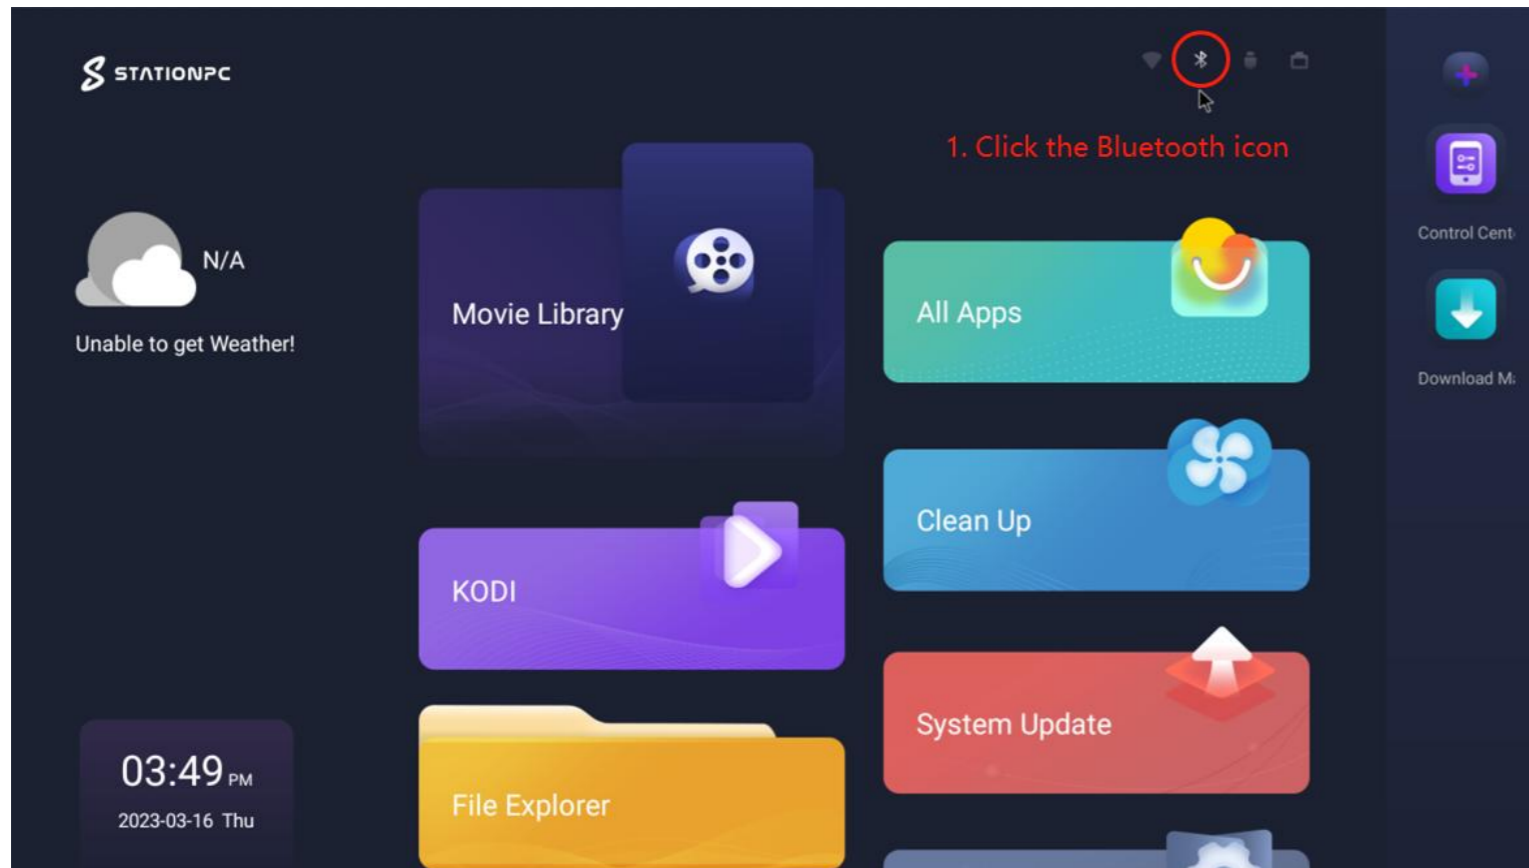 STATIONPC
1. Click the Bluetooth icon
N/A
Unable to get Weather!
Movie Library
All Apps
Control Cent
Download Ma
Clean Up
KODI
System Update
File Explorer
03:49 PM
2023-03-16 Thu